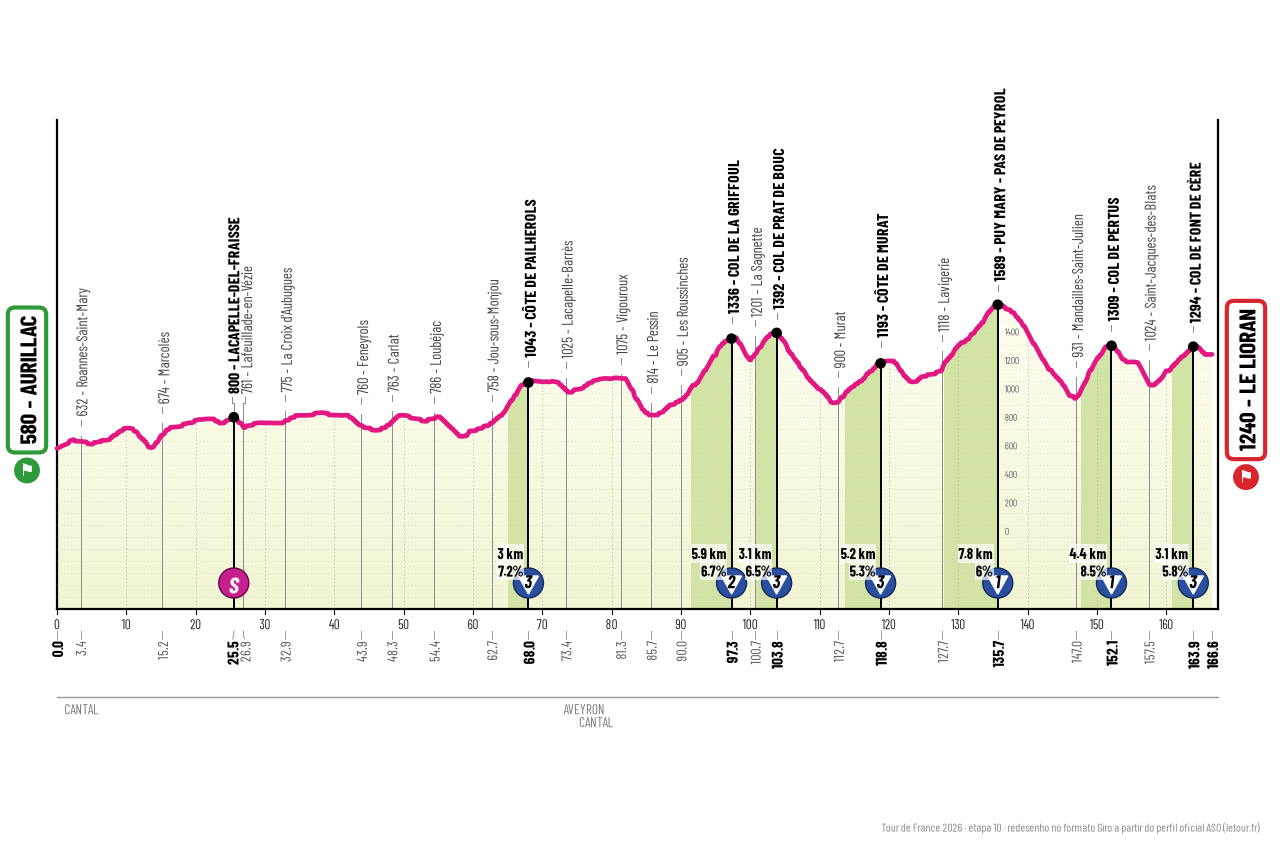 580 - AURILLAC
632 - Roannes-Saint-Mary
674 - Marcolès
800 - LACAPELLE-DEL-FRAISSE
761 - Lafeuillade-en-Vézie
775 - La Croix d'Aubugues
760 - Feneyrols
763 - Carlat
786 - Loubéjac
758 - Jou-sous-Monjou
1043 - CÔTE DE PAILHEROLS
1025 - Lacapelle-Barrès
1075 - Vigouroux
814 - Le Pessin
905 - Les Roussinches
1336 - COL DE LA GRIFFOUL
1201 - La Sagnette
1392 - COL DE PRAT DE BOUC
900 - Murat
1193 - CÔTE DE MURAT
1118 - Lavigerie
1589 - PUY MARY - PAS DE PEYROL
931 - Mandailles-Saint-Julien
1309 - COL DE PERTUS
1024 - Saint-Jacques-des-Blats
1294 - COL DE FONT DE CÈRE
1240 - LE LIORAN
1400
1200
1000
800
600
400
200
0
3 km
7.2%
5.9 km
6.7%
3.1 km
6.5%
5.2 km
5.3%
7.8 km
6%
4.4 km
8.5%
3.1 km
5.8%
S 3 2 3 3 1 1 3
0 10 20 30 40 50 60 70 80 90 100 110 120 130 140 150 160
0.0 3.4 15.2 25.5 26.9 32.9 43.9 48.3 54.4 62.7 68.0 73.4 81.3 85.7 90.0 97.3 100.7 103.8 112.7 118.8 127.7 135.7 147.0 152.1 157.5 163.9 166.6
CANTAL AVEYRON
CANTAL
Tour de France 2026 · etapa 10 · redesenho no formato Giro a partir do perfil oficial ASO (letour.fr)